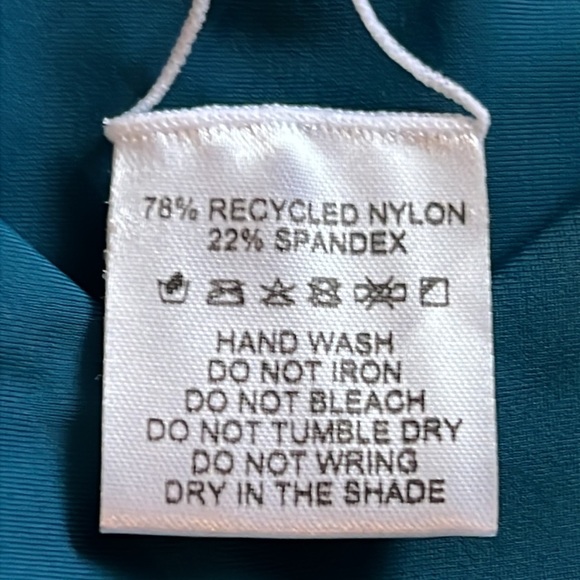 78% RECYCLED NYLON
22% SPANDEX
HAND WASH
DO NOT IRON
DO NOT BLEACH
DO NOT TUMBLE DRY
DO NOT WRING
DRY IN THE SHADE